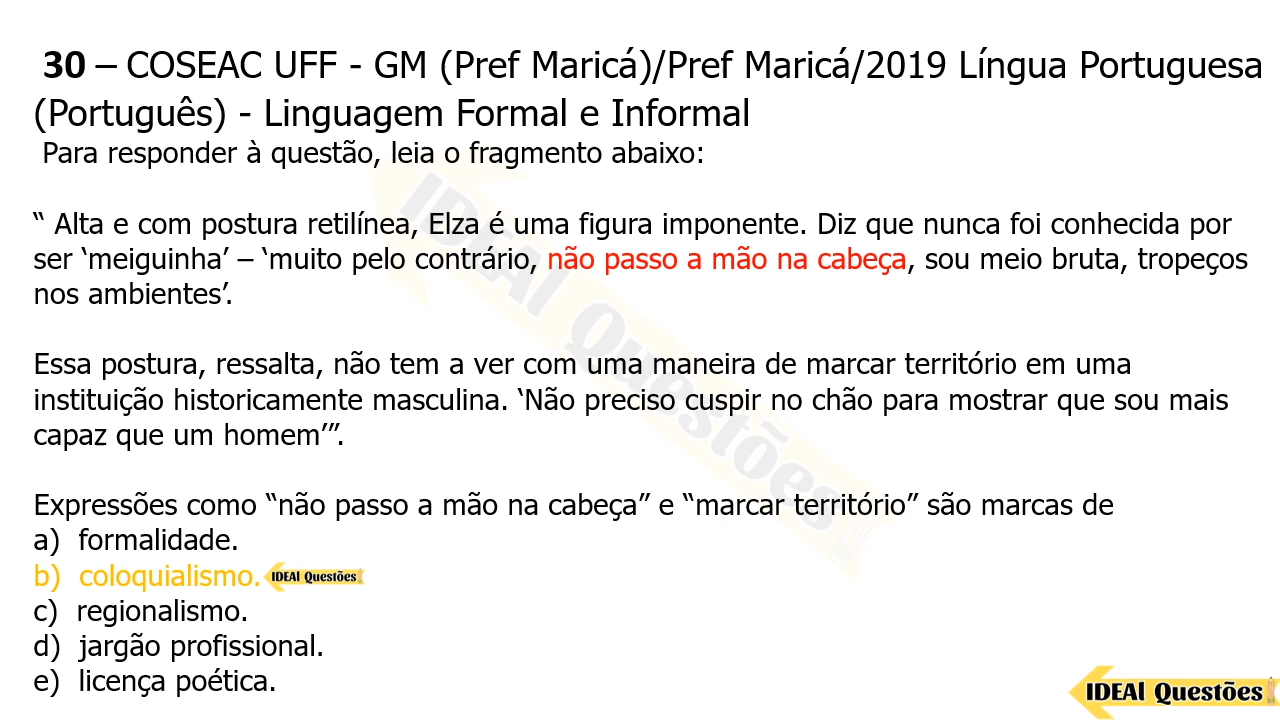 30 – COSEAC UFF - GM (Pref Maricá)/Pref Maricá/2019 Língua Portuguesa
(Português) - Linguagem Formal e Informal
Para responder à questão, leia o fragmento abaixo:
“ Alta e com postura retilínea, Elza é uma figura imponente. Diz que nunca foi conhecida por
ser ‘meiguinha’ – ‘muito pelo contrário, não passo a mão na cabeça, sou meio bruta, tropeços
nos ambientes’.
Essa postura, ressalta, não tem a ver com uma maneira de marcar território em uma
instituição historicamente masculina. ‘Não preciso cuspir no chão para mostrar que sou mais
capaz que um homem’”.
Expressões como “não passo a mão na cabeça” e “marcar território” são marcas de
a) formalidade.
b) coloquialismo. IDEAl Questões
c) regionalismo.
d) jargão profissional.
e) licença poética.
IDEAl Questões
IDEAl Questões